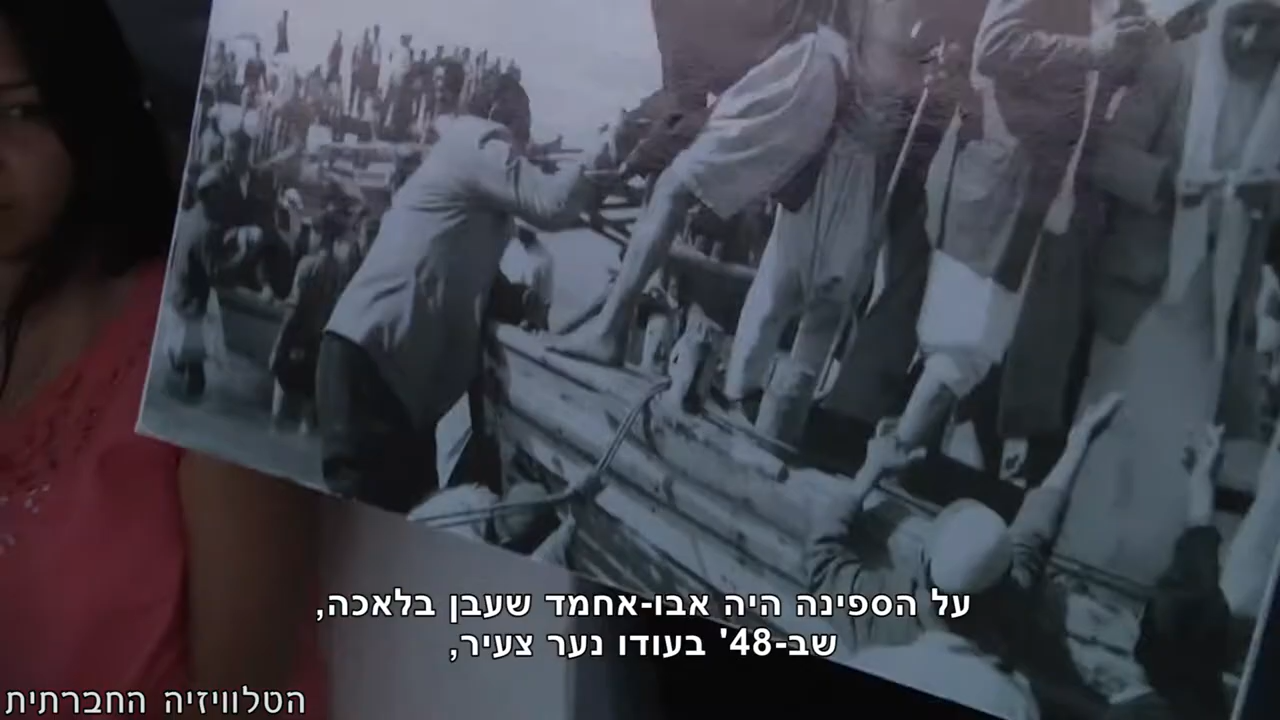 על הספינה היה אבו-אחמד שעבן בלאכה,
שב-48' בעודו נער צעיר,
הטלוויזיה החברתית